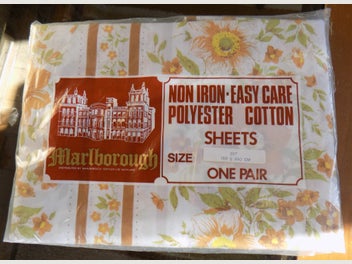 NON IRON·EASY CARE
POLYESTER COTTON
SHEETS
SIZE
ONE PAIR
Marlborough